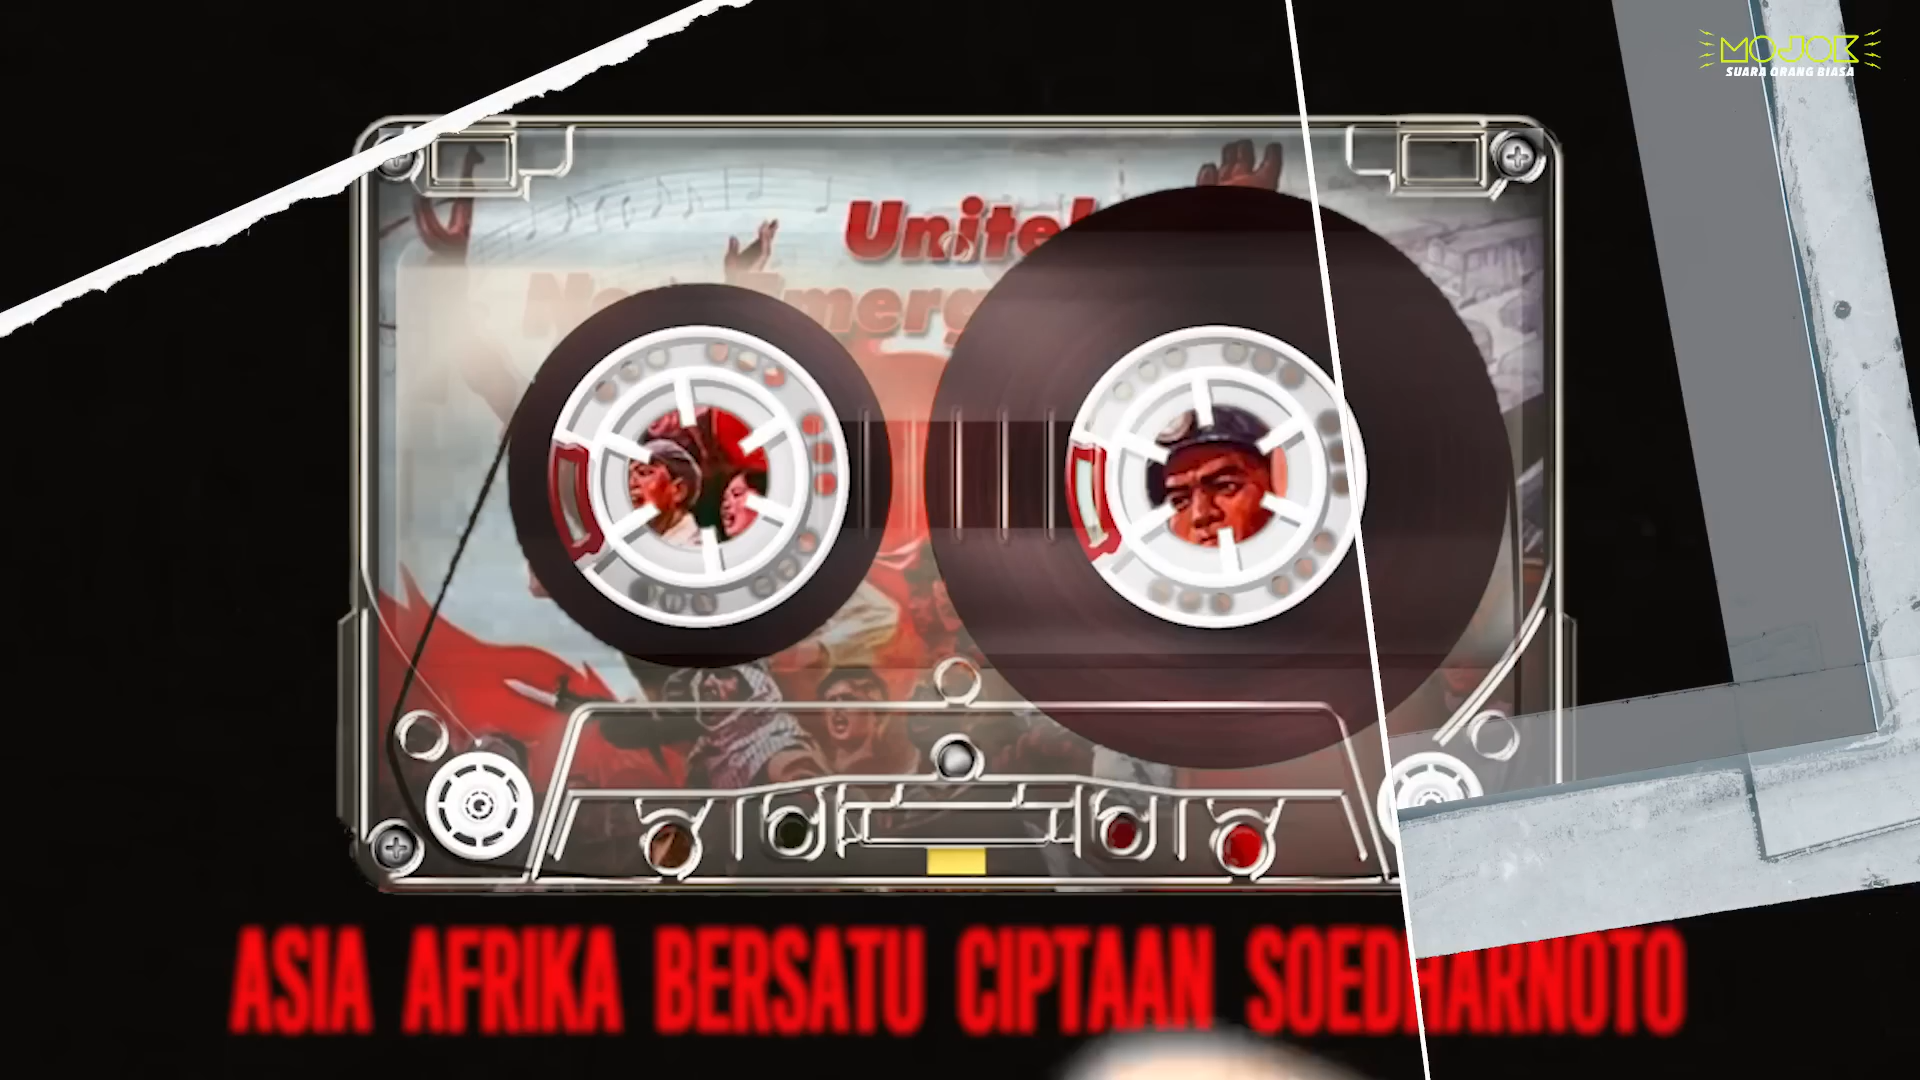 MOJOK
SUARA ORANG BIASA
Unite!
ASIA AFRIKA BERSATU CIPTAAN SOEDHARNOTO